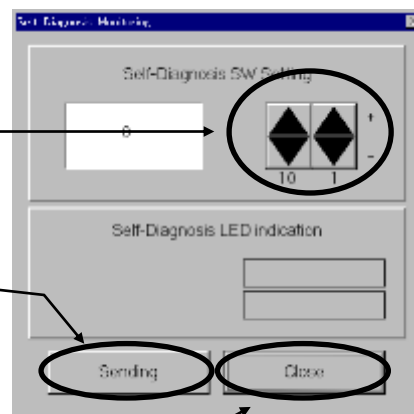 Self-Diagnosis Monitoring
Self-Diagnosis SW Setting
0
+
-
10 1
Self-Diagnosis LED indication
Sending Close